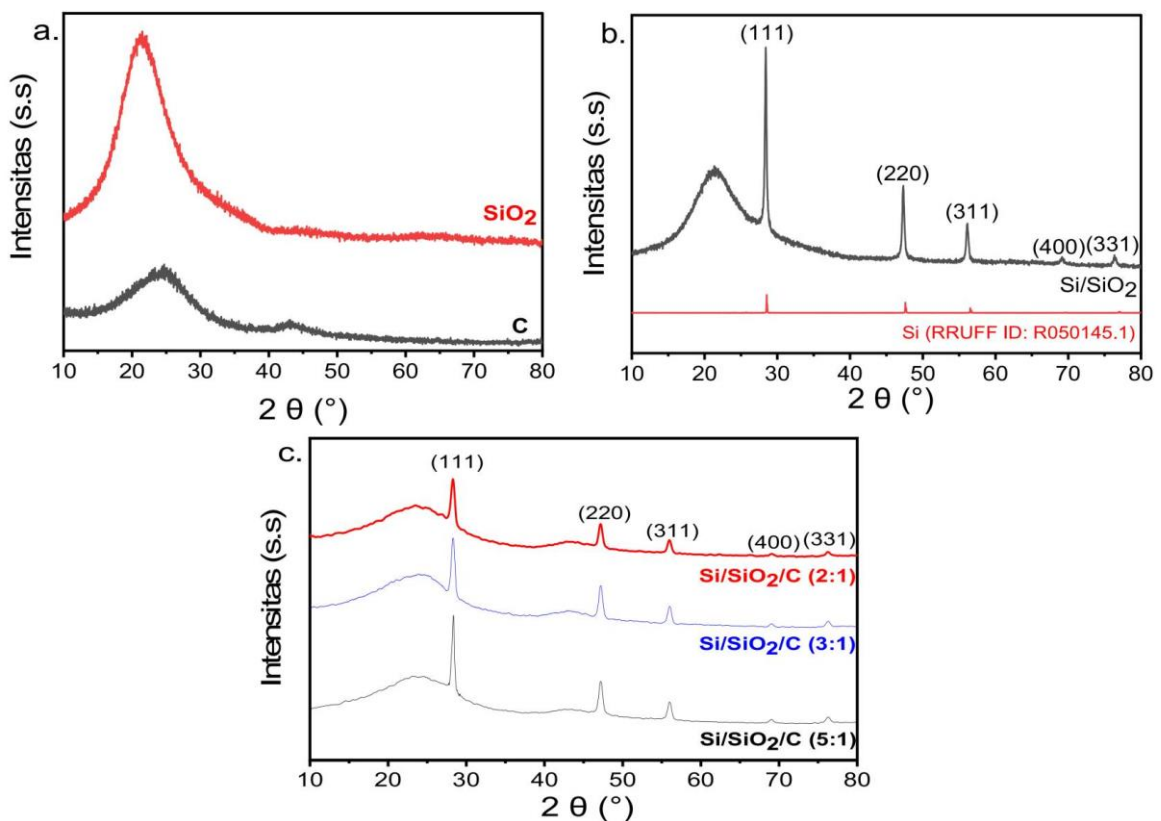 a.
Intensitas (s.s)
SiO2
C
10 20 30 40 50 60 70 80
2 θ (°)
b.
Intensitas (s.s)
(111)
(220)
(311)
(400) (331)
Si/SiO2
Si (RRUFF ID: R050145.1)
10 20 30 40 50 60 70 80
2 θ (°)
c.
Intensitas (s.s)
(111)
(220)
(311)
(400) (331)
Si/SiO2/C (2:1)
Si/SiO2/C (3:1)
Si/SiO2/C (5:1)
10 20 30 40 50 60 70 80
2 θ (°)